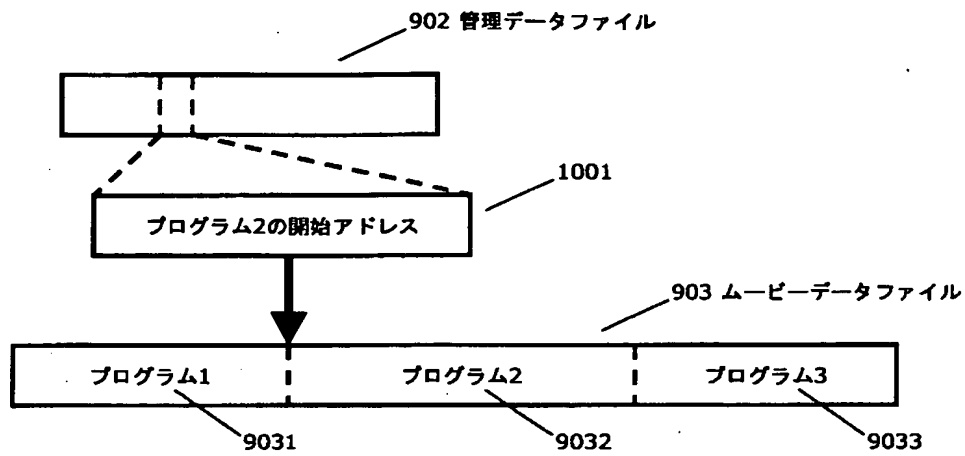 902 管理データファイル
1001
プログラム2の開始アドレス
903 ムービーデータファイル
プログラム1
プログラム2
プログラム3
9031
9032
9033